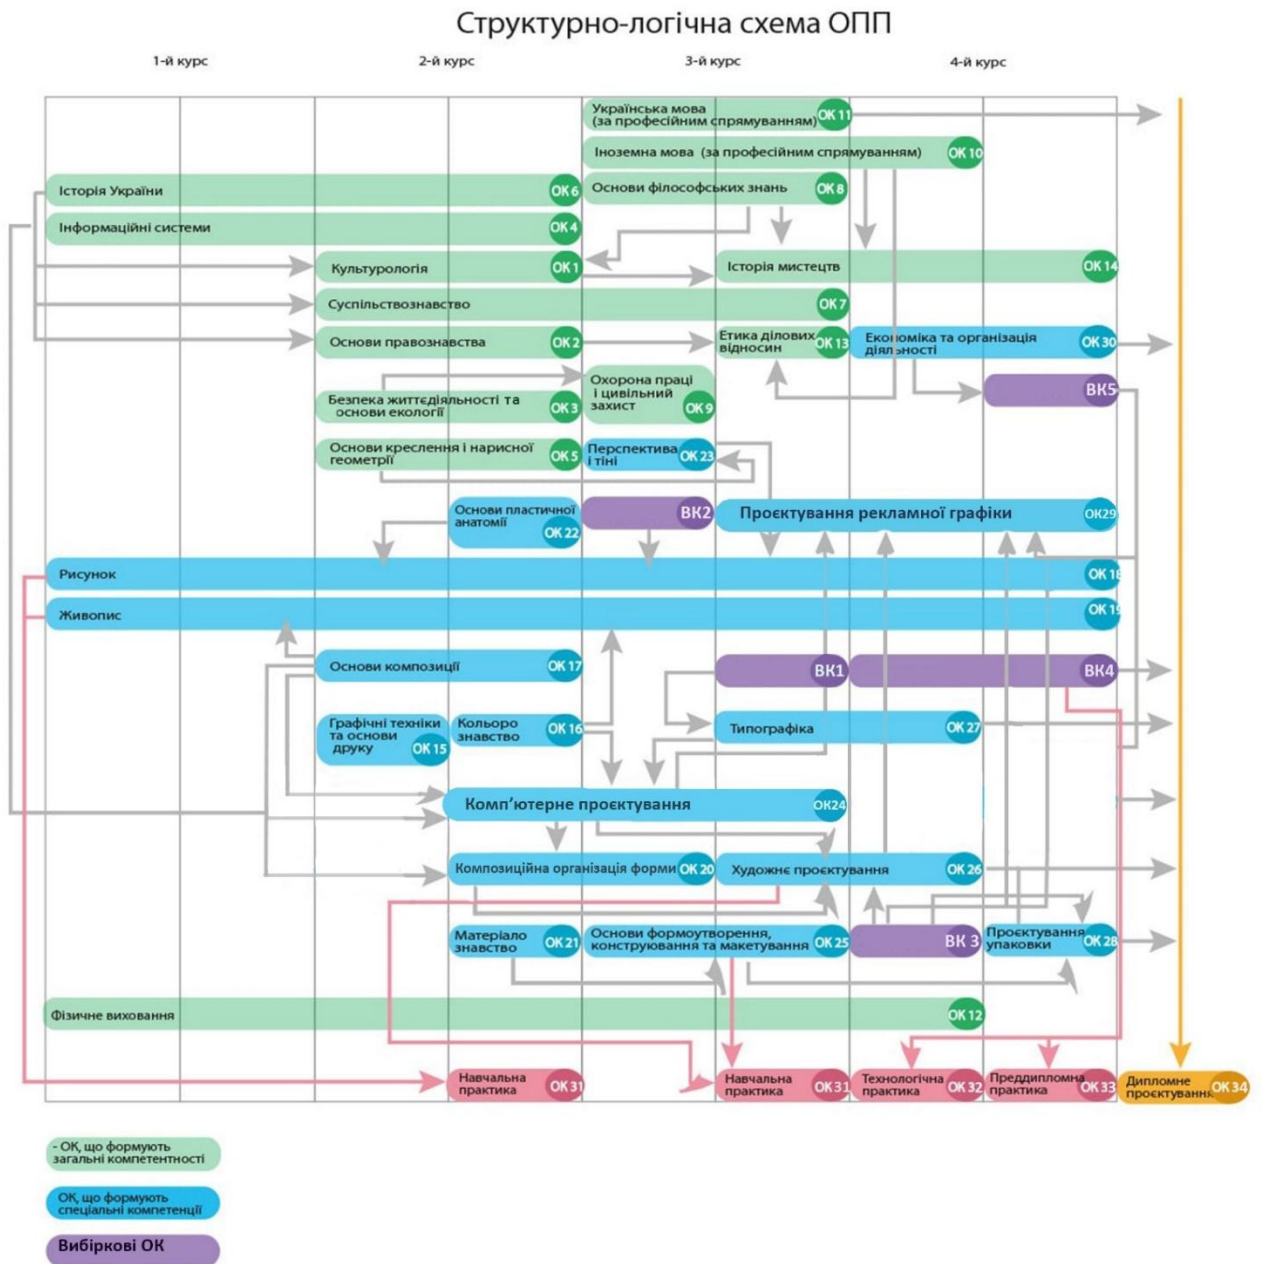 Структурно-логічна схема ОПП
1-й курс
2-й курс
3-й курс
4-й курс
Українська мова
(за професійним спрямуванням)
ОК 11
Іноземна мова (за професійним спрямуванням)
ОК 10
Історія України
ОК 6
Основи філософських знань
ОК 8
Інформаційні системи
ОК 4
Культурологія
ОК 1
Історія мистецтв
ОК 14
Суспільствознавство
ОК 7
Основи правознавства
ОК 2
Етика ділових
відносин
ОК 13
Економіка та організація
діяльності
ОК 30
Безпека життєдіяльності та
основи екології
ОК 3
Охорона праці
і цивільний
захист
ОК 9
ВК5
Основи креслення і нарисної
геометрії
ОК 5
Перспектива
і тіні
ОК 23
Основи пластичної
анатомії
ОК 22
ВК2
Проєктування рекламної графіки
ОК29
Рисунок
ОК 18
Живопис
ОК 19
Основи композиції
ОК 17
ВК1
ВК4
Графічні техніки
та основи
друку
ОК 15
Кольоро
знавство
ОК 16
Типографіка
ОК 27
Комп'ютерне проєктування
ОК24
Композиційна організація форми
ОК 20
Художнє проєктування
ОК 26
Матеріало
знавство
ОК 21
Основи формоутворення,
конструювання та макетування
ОК 25
ВК 3
Проєктування
упаковки
ОК 28
Фізичне виховання
ОК 12
Навчальна
практика
ОК 31
Навчальна
практика
ОК 31
Технологічна
практика
ОК 32
Преддипломна
практика
ОК 33
Дипломне
проєктування
ОК 34
- ОК, що формують
загальні компетентності
ОК, що формують
спеціальні компетенції
Вибіркові ОК